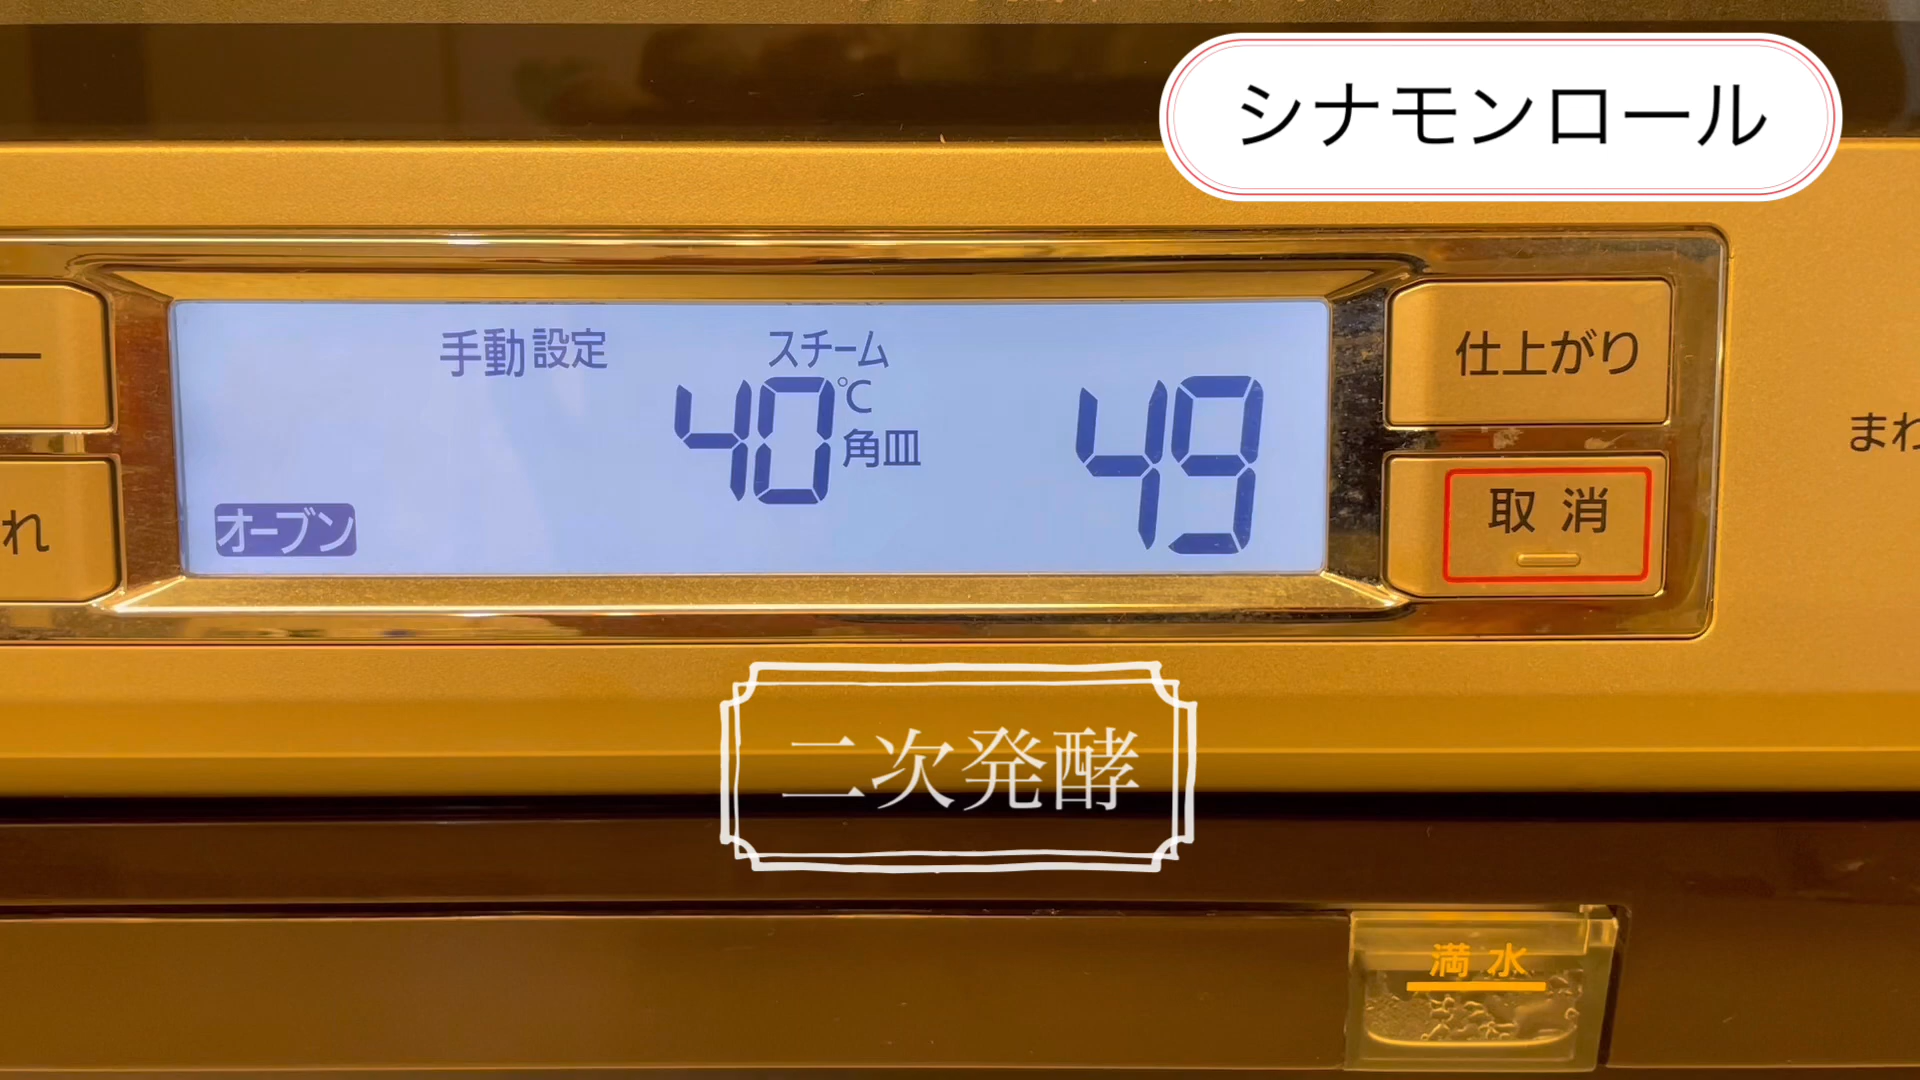 シナモンロール
手動設定
スチーム
40℃
角皿
49
オーブン
ー
れ
仕上がり
取消
まわ
二次発酵
満水